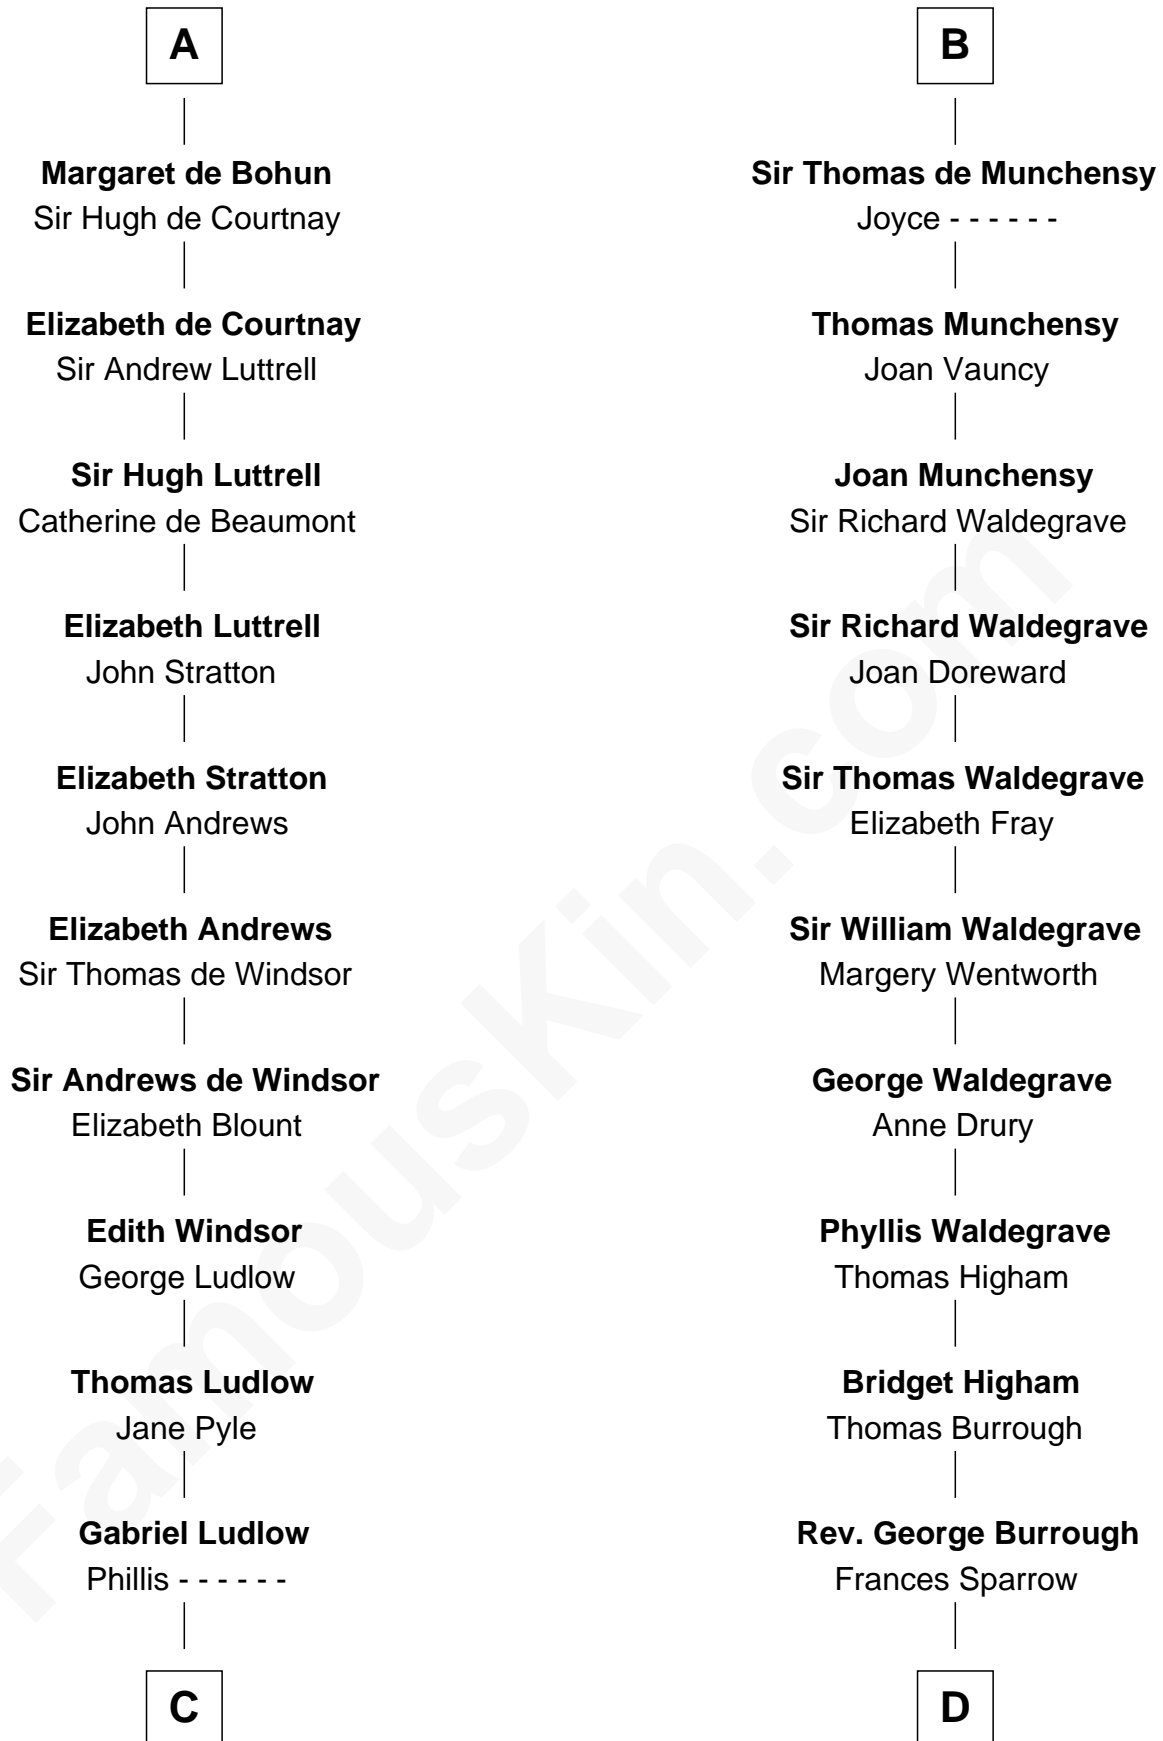 A
Margaret de Bohun
Sir Hugh de Courtnay
Elizabeth de Courtnay
Sir Andrew Luttrell
Sir Hugh Luttrell
Catherine de Beaumont
Elizabeth Luttrell
John Stratton
Elizabeth Stratton
John Andrews
Elizabeth Andrews
Sir Thomas de Windsor
Sir Andrews de Windsor
Elizabeth Blount
Edith Windsor
George Ludlow
Thomas Ludlow
Jane Pyle
Gabriel Ludlow
Phillis - - - - - -
C
B
Sir Thomas de Munchensy
Joyce - - - - - -
Thomas Munchensy
Joan Vauncy
Joan Munchensy
Sir Richard Waldegrave
Sir Richard Waldegrave
Joan Doreward
Sir Thomas Waldegrave
Elizabeth Fray
Sir William Waldegrave
Margery Wentworth
George Waldegrave
Anne Drury
Phyllis Waldegrave
Thomas Higham
Bridget Higham
Thomas Burrough
Rev. George Burrough
Frances Sparrow
D
FamousKin.com